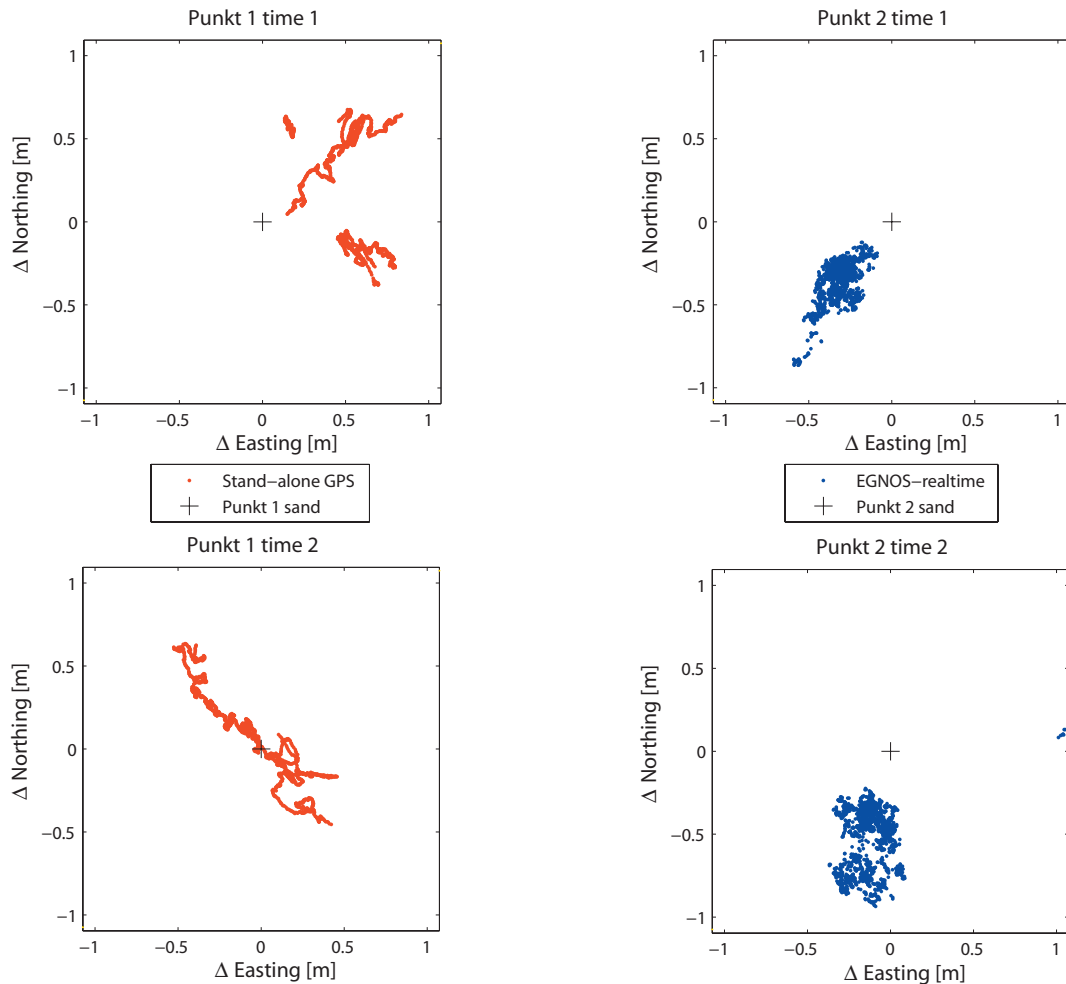 Punkt 1 time 1
1
0.5
0
−0.5
−1
Δ Northing [m]
−1 −0.5 0 0.5 1
Δ Easting [m]
Stand−alone GPS
Punkt 1 sand
Punkt 2 time 1
1
0.5
0
−0.5
−1
Δ Northing [m]
−1 −0.5 0 0.5 1
Δ Easting [m]
EGNOS−realtime
Punkt 2 sand
Punkt 1 time 2
1
0.5
0
−0.5
−1
Δ Northing [m]
−1 −0.5 0 0.5 1
Δ Easting [m]
Punkt 2 time 2
1
0.5
0
−0.5
−1
Δ Northing [m]
−1 −0.5 0 0.5 1
Δ Easting [m]